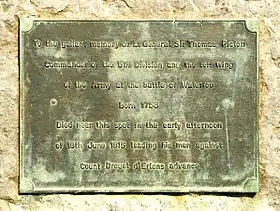 To the gallant memory of Lt General Sir Thomas Picton
Commander of the 5th Division and the left wing
of the Army at the battle of Waterloo
Born 1758
Died near this spot in the early afternoon
of 18th June 1815 leading his men against
Count Drouet d'Erlons advance